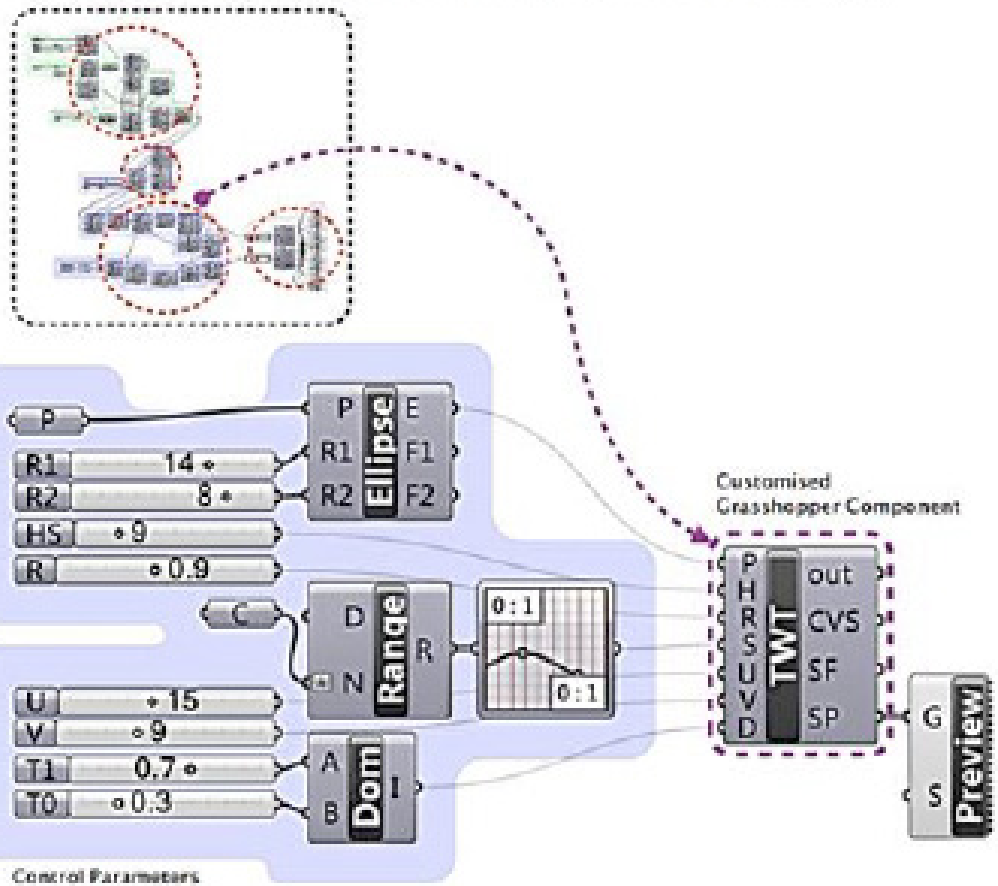 P
R1 14
R2 8
HS 9
R 0.9
P E
R1 F1
R2 F2
Ellipse
C
D
N
R
Range
0:1
0:1
U 15
V 9
T1 0.7
T0 0.3
A
B
I
Dom
Customised
Grasshopper Component
P
H
R
S
U
V
D
TWT
out
CVS
SF
SP
G
S
Preview
Control Parameters